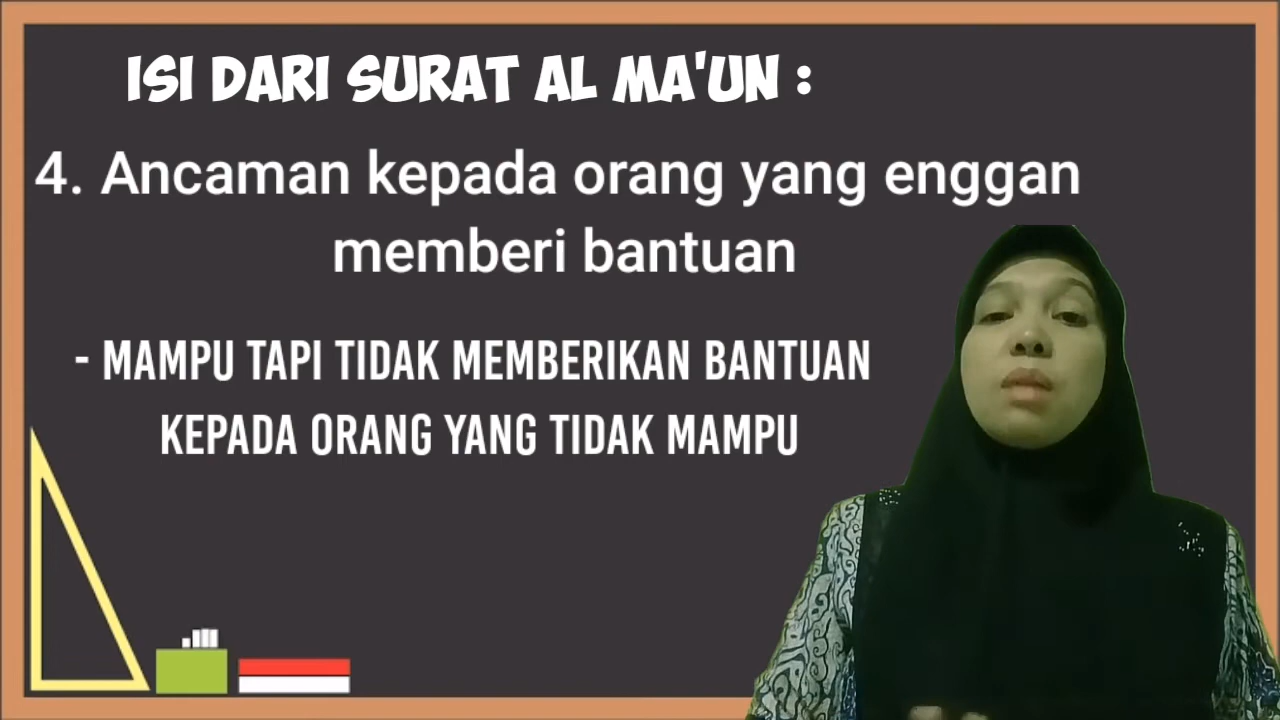 ISI DARI SURAT AL MA'UN :
4. Ancaman kepada orang yang enggan
memberi bantuan
- MAMPU TAPI TIDAK MEMBERIKAN BANTUAN
KEPADA ORANG YANG TIDAK MAMPU